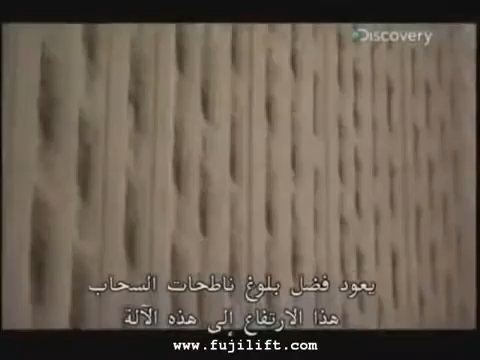 Discovery
يعود فضل بلوغ ناطحات السحاب
هذا الارتفاع إلى هذه الآلة
www.fujilift.com